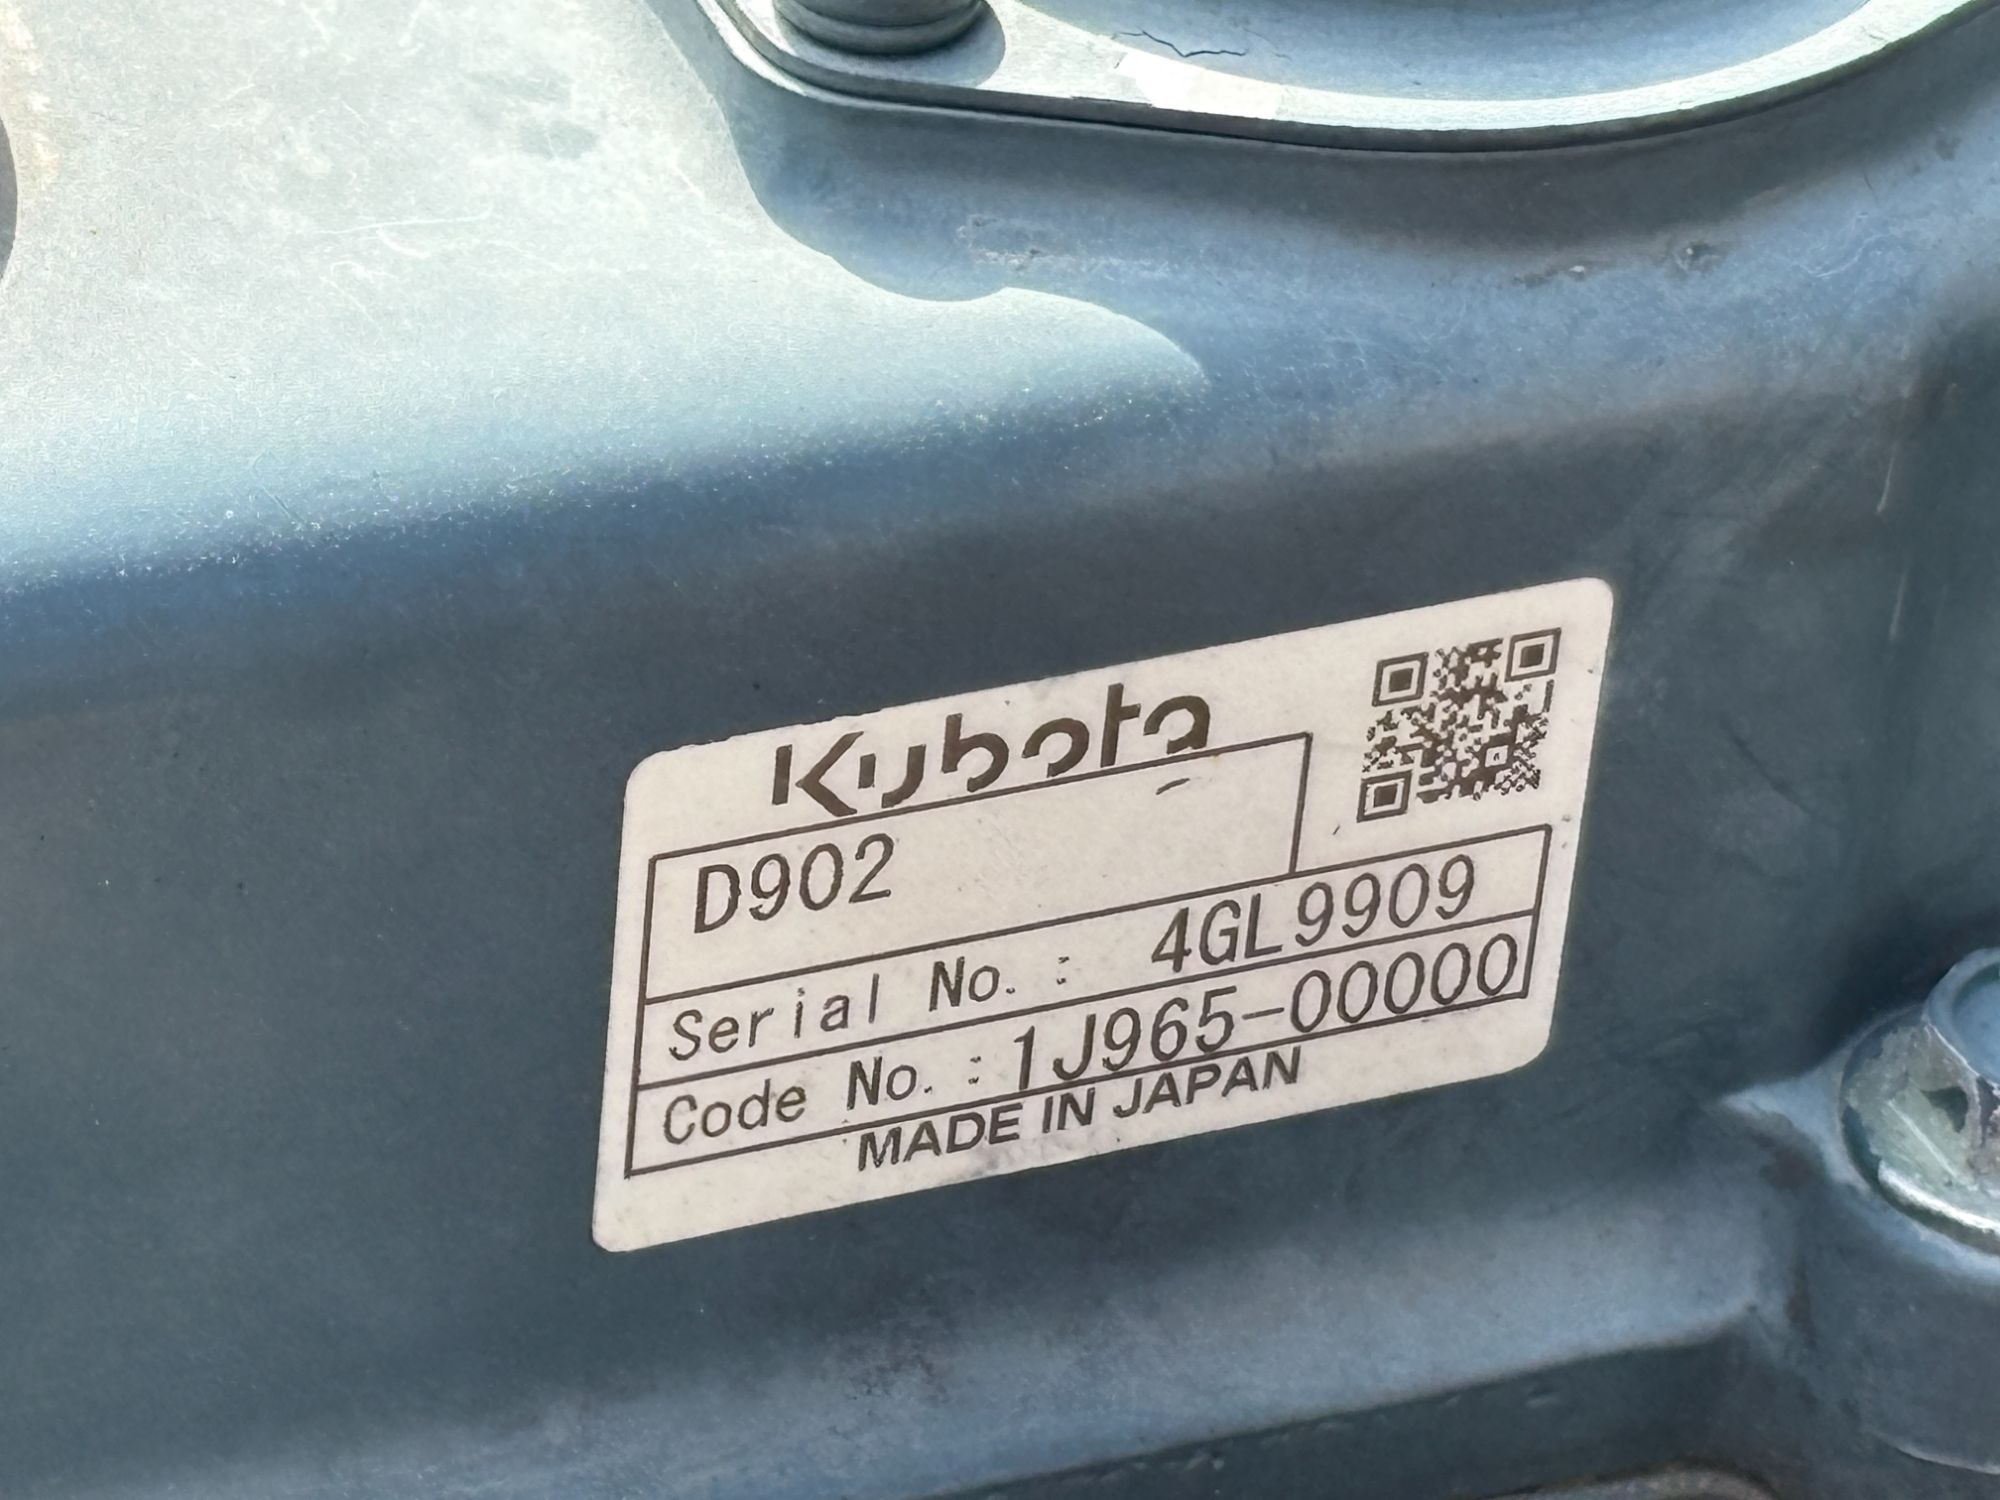 Kubota
D902
Serial No. : 4GL9909
Code No. : 1J965-00000
MADE IN JAPAN